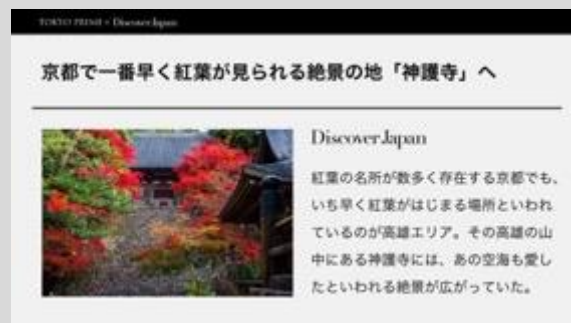 TOKYO PRIME × Discover Japan
京都で一番早く紅葉が見られる絶景の地「神護寺」へ
Discover Japan
紅葉の名所が数多く存在する京都でも、
いち早く紅葉がはじまる場所といわれ
ているのが高雄エリア。その高雄の山
中にある神護寺には、あの空海も愛し
たといわれる絶景が広がっていた。